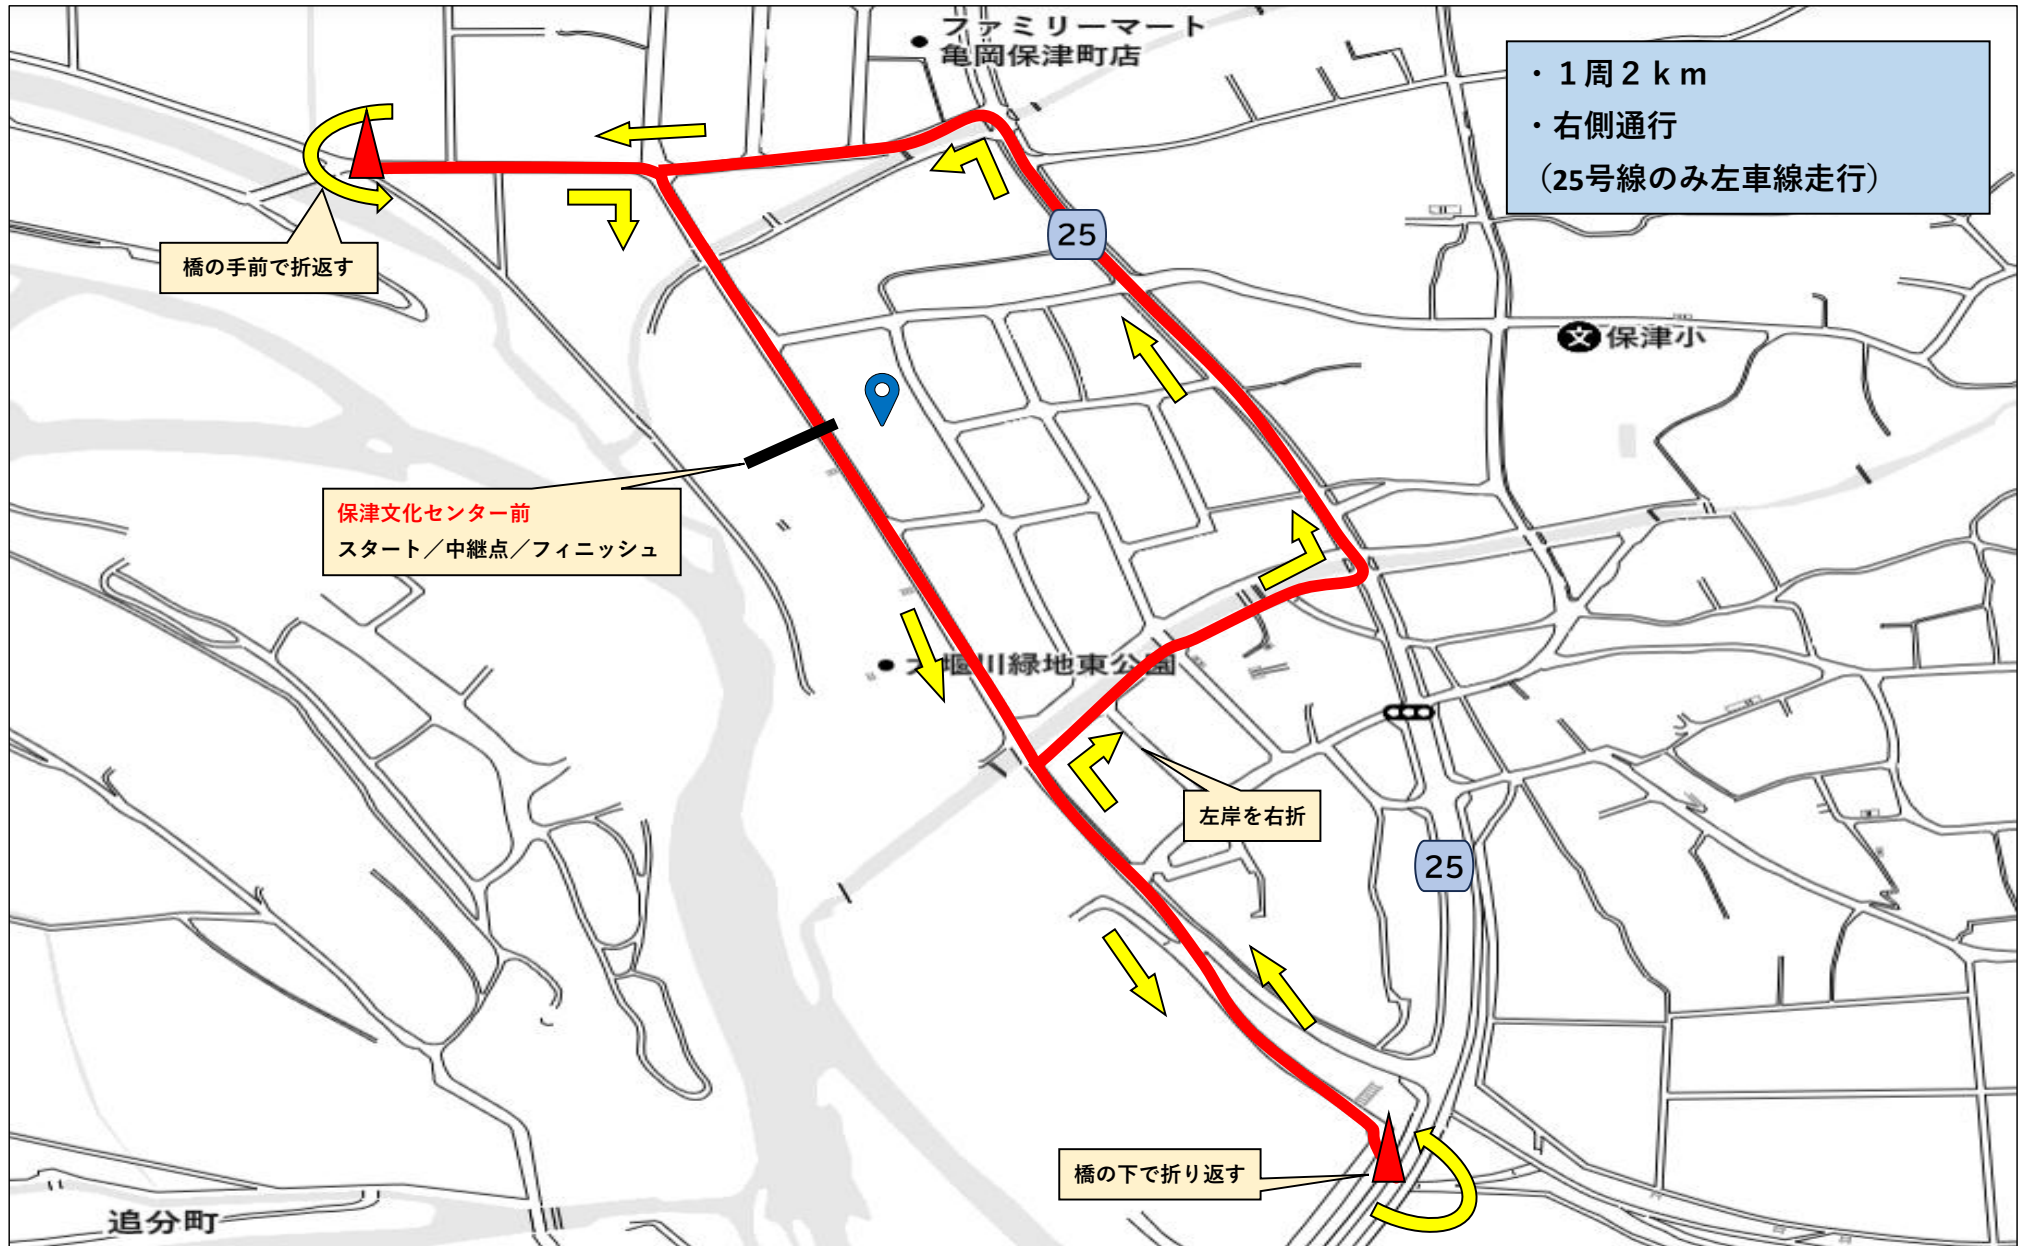 ファミリーマート
亀岡保津町店
・１周２ｋｍ
・右側通行
（25号線のみ左車線走行）
25
橋の手前で折返す
文 保津小
保津文化センター前
スタート／中継点／フィニッシュ
大堰川緑地東公園
左岸を右折
25
橋の下で折り返す
追分町